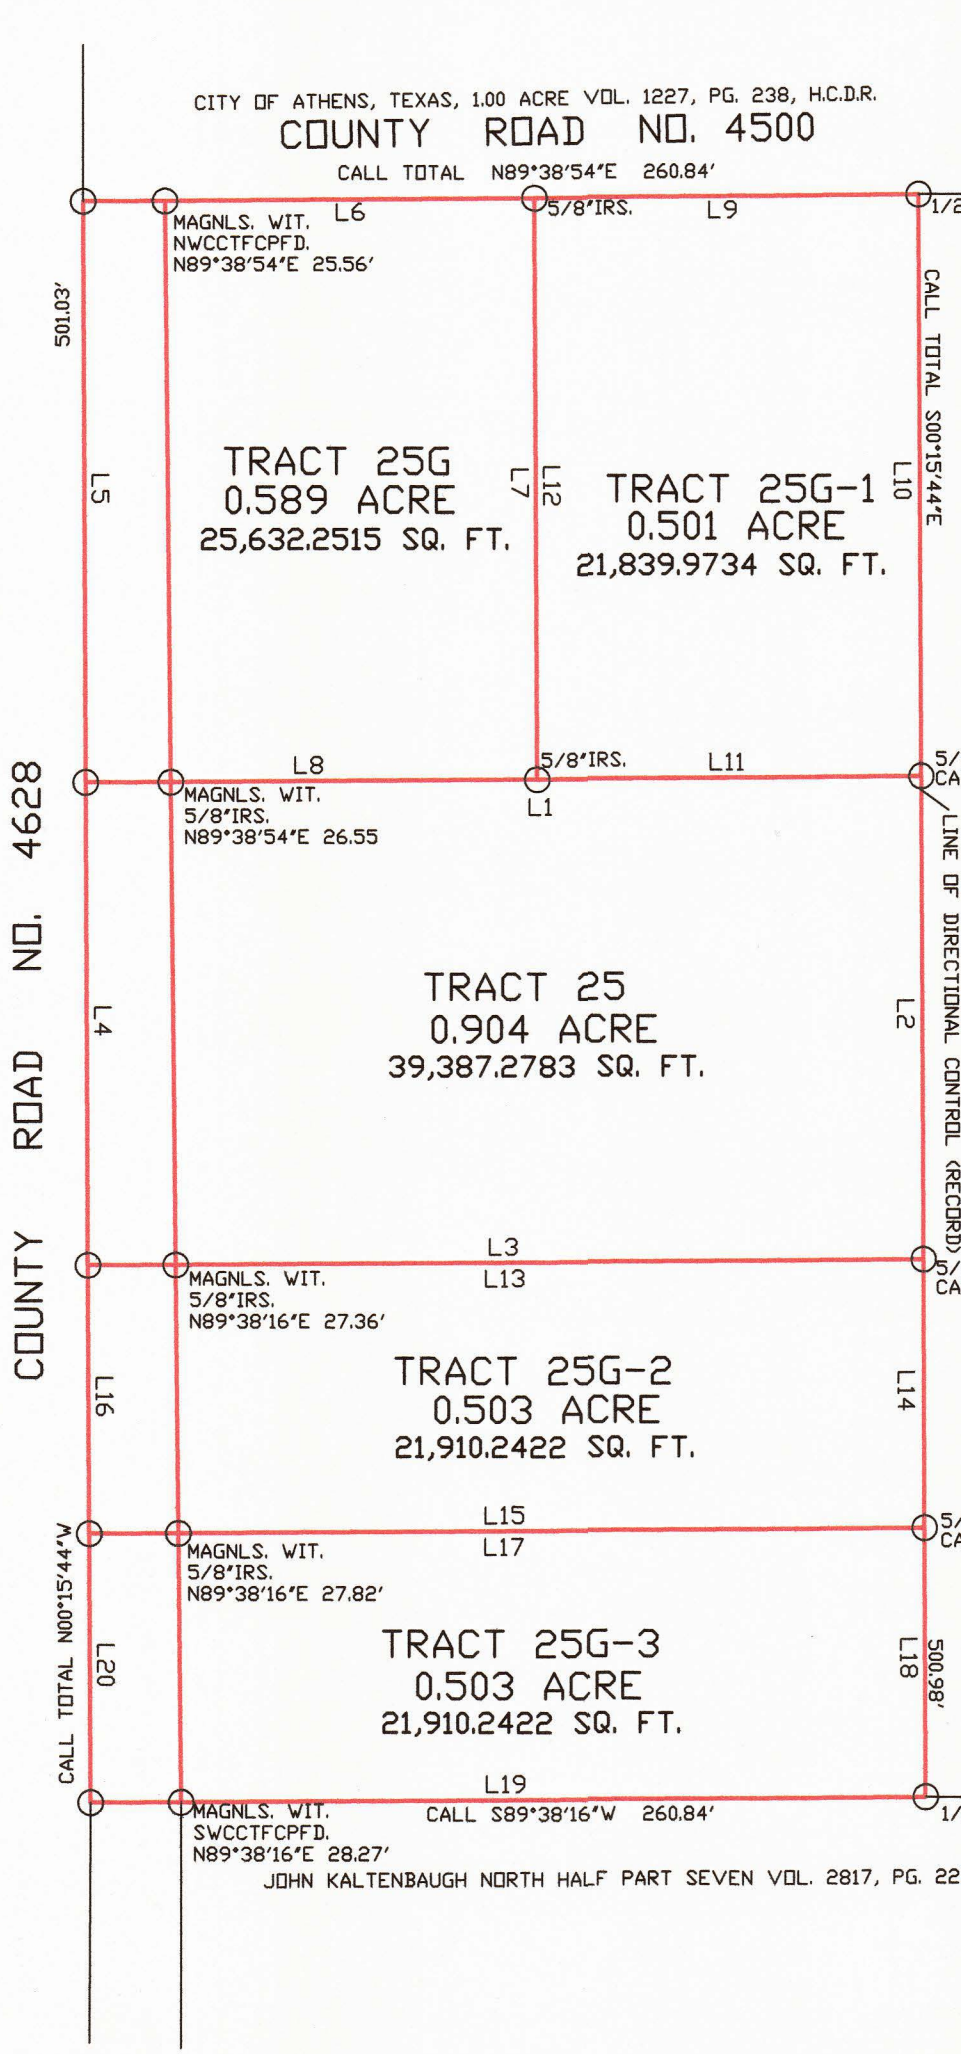 CITY OF ATHENS, TEXAS, 1.00 ACRE VOL. 1227, PG. 238, H.C.D.R.
COUNTY ROAD NO. 4500
CALL TOTAL N89°38'54"E 260.84'
L6
5/8"IRS.
L9
1/2
MAGNLS. WIT.
NWCCTFCPFD.
N89°38'54"E 25.56'
501.03'
CALL TOTAL S00°15'44"E
L5
TRACT 25G
0.589 ACRE
25,632.2515 SQ. FT.
L7
L12
TRACT 25G-1
0.501 ACRE
21,839.9734 SQ. FT.
L10
L8
5/8"IRS.
L11
5/
CA
L1
MAGNLS. WIT.
5/8"IRS.
N89°38'54"E 26.55
COUNTY ROAD NO. 4628
LINE OF DIRECTIONAL CONTROL (RECORD)
TRACT 25
0.904 ACRE
39,387.2783 SQ. FT.
L4
L2
L3
L13
5/
CA
MAGNLS. WIT.
5/8"IRS.
N89°38'16"E 27.36'
TRACT 25G-2
0.503 ACRE
21,910.2422 SQ. FT.
L16
L14
L15
L17
5/
CA
MAGNLS. WIT.
5/8"IRS.
N89°38'16"E 27.82'
CALL TOTAL N00°15'44"W
L20
TRACT 25G-3
0.503 ACRE
21,910.2422 SQ. FT.
L18
500.98'
L19
MAGNLS. WIT.
SWCCTFCPFD.
N89°38'16"E 28.27'
CALL S89°38'16"W 260.84'
1/
JOHN KALTENBAUGH NORTH HALF PART SEVEN VOL. 2817, PG. 22